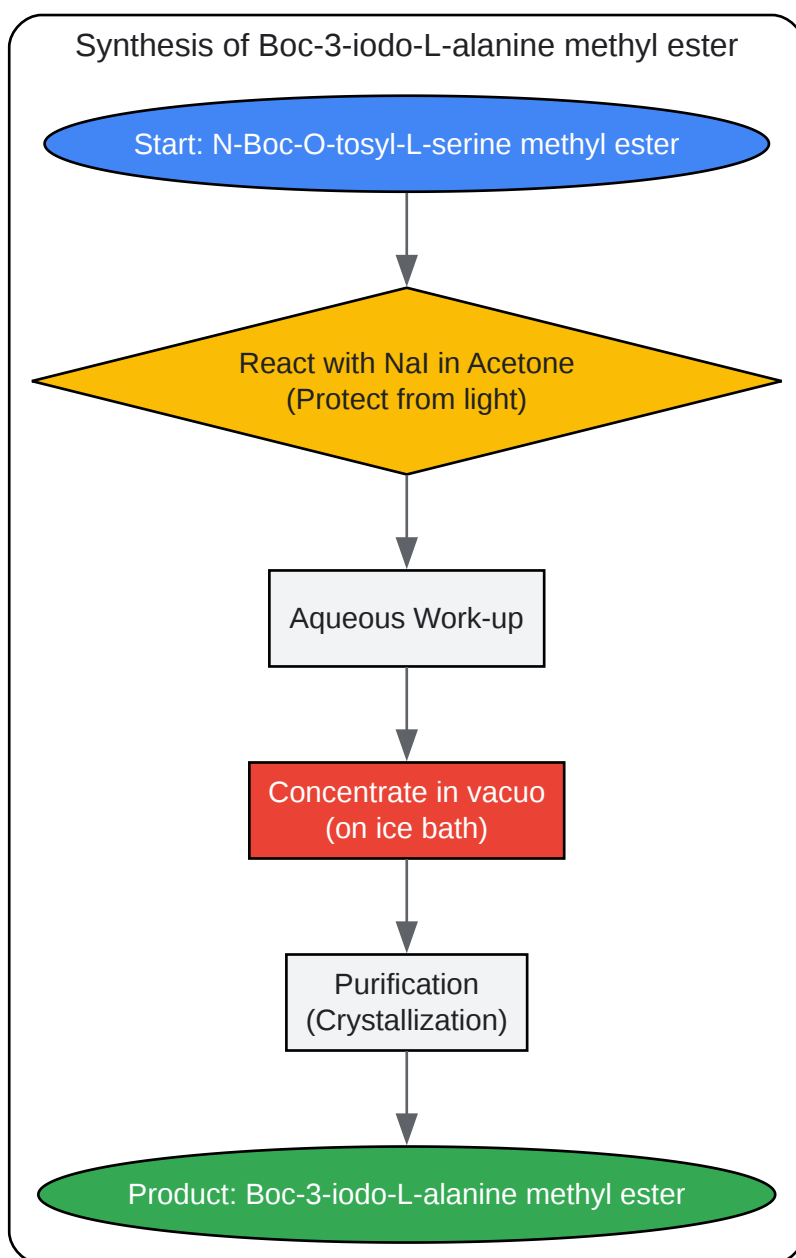 Synthesis of Boc-3-iodo-L-alanine methyl ester
Start: N-Boc-O-tosyl-L-serine methyl ester
React with NaI in Acetone
(Protect from light)
Aqueous Work-up
Concentrate in vacuo
(on ice bath)
Purification
(Crystallization)
Product: Boc-3-iodo-L-alanine methyl ester